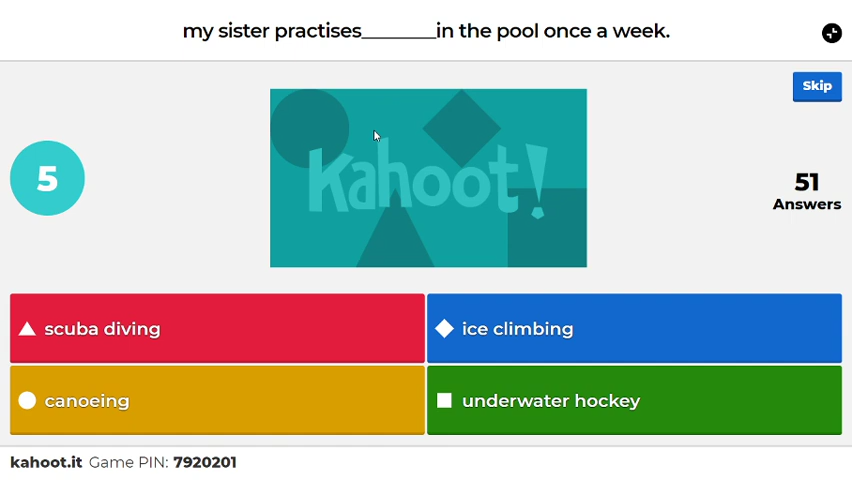 my sister practises________in the pool once a week.
Skip
Kahoot!
5
51
Answers
scuba diving
ice climbing
canoeing
underwater hockey
kahoot.it Game PIN: 7920201